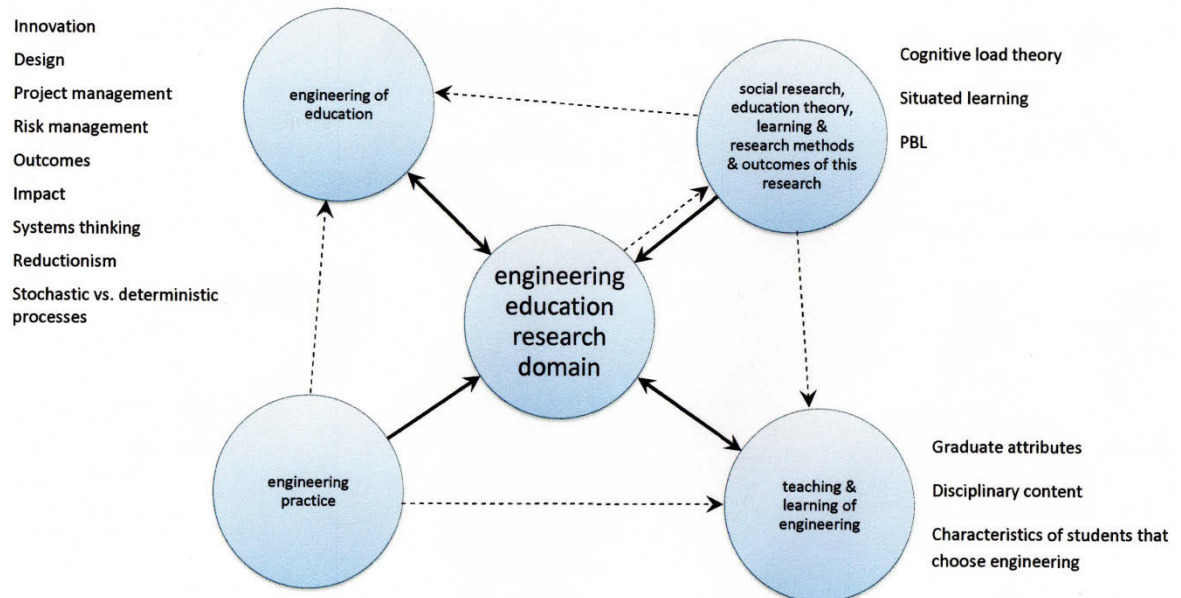 Innovation
Design
Project management
Risk management
Outcomes
Impact
Systems thinking
Reductionism
Stochastic vs. deterministic
processes
engineering of
education
social research,
education theory,
learning &
research methods
& outcomes of this
research
Cognitive load theory
Situated learning
PBL
engineering
education
research
domain
engineering
practice
teaching &
learning of
engineering
Graduate attributes
Disciplinary content
Characteristics of students that
choose engineering